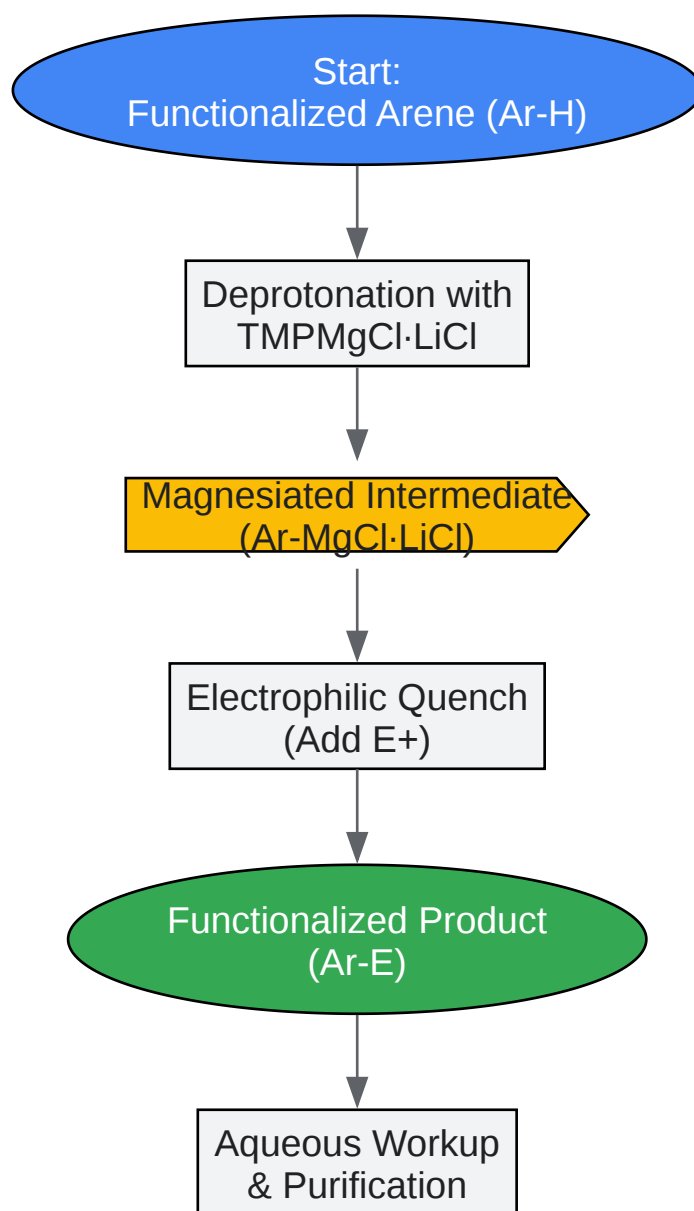 Start:
Functionalized Arene (Ar-H)
Deprotonation with
TMPMgCl·LiCl
Magnesiated Intermediate
(Ar-MgCl·LiCl)
Electrophilic Quench
(Add E+)
Functionalized Product
(Ar-E)
Aqueous Workup
& Purification